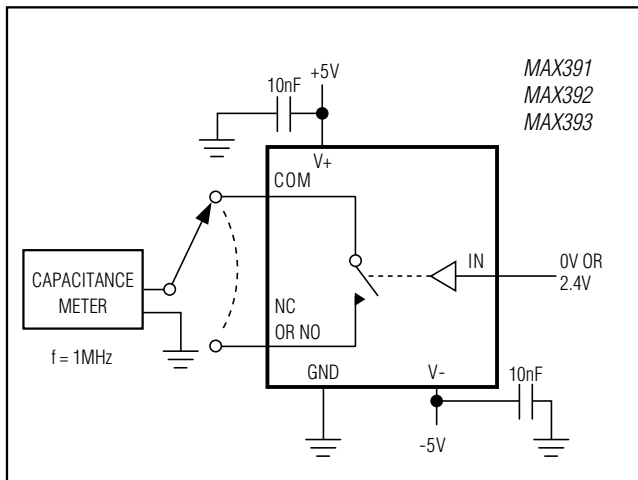 10nF
+5V
MAX391
MAX392
MAX393
V+
COM
CAPACITANCE
METER
f = 1MHz
NC
OR NO
IN
0V OR
2.4V
GND
V-
10nF
-5V